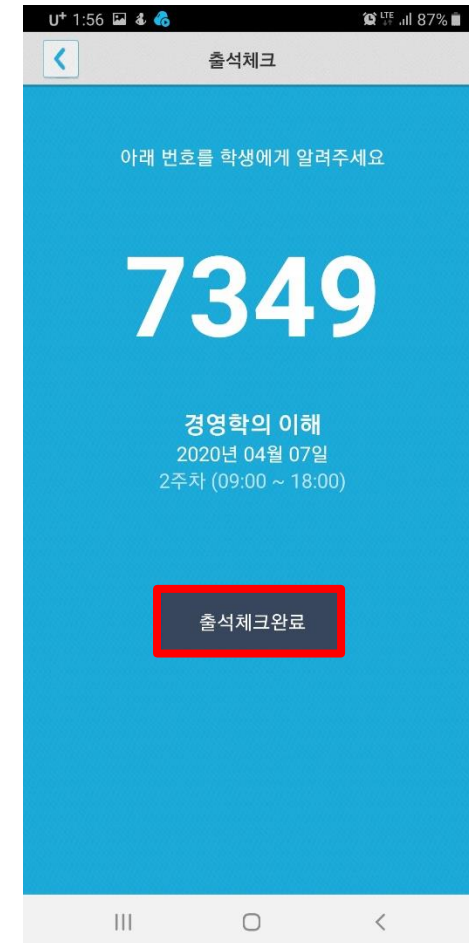 U+ 1:56 LTE 87%
출석체크
아래 번호를 학생에게 알려주세요
7349
경영학의 이해
2020년 04월 07일
2주차 (09:00 ~ 18:00)
출석체크완료